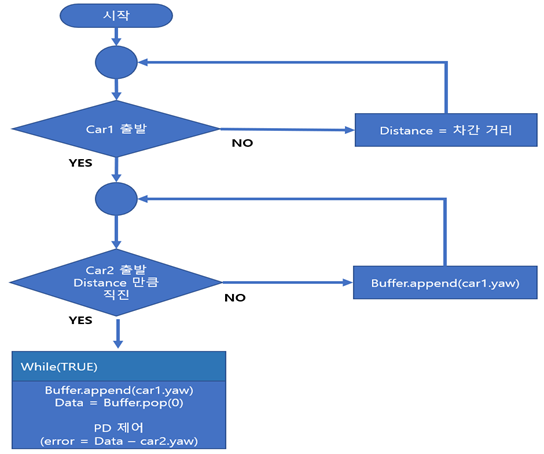 시작
Car1 출발
NO
Distance = 차간 거리
YES
Car2 출발
Distance 만큼
직진
NO
Buffer.append(car1.yaw)
YES
While(TRUE)
Buffer.append(car1.yaw)
Data = Buffer.pop(0)
PD 제어
(error = Data – car2.yaw)